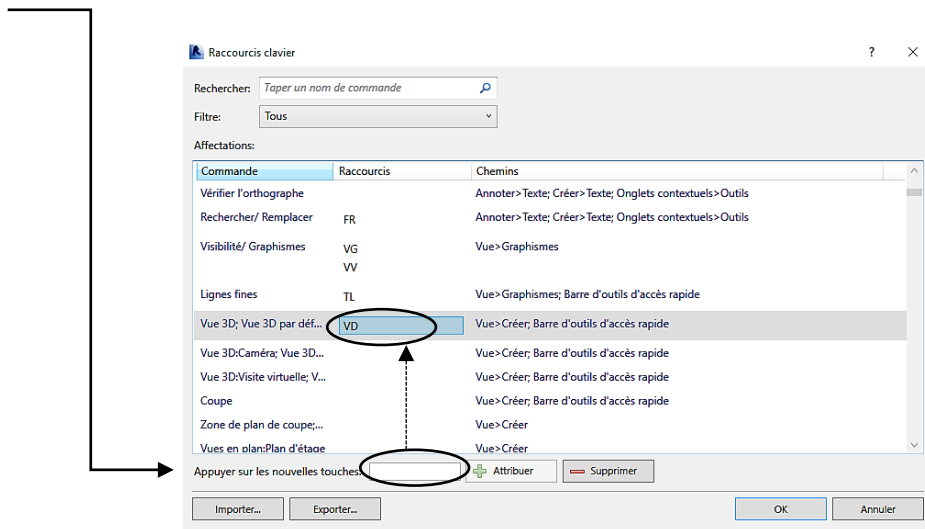 Raccourcis clavier
?
Rechercher: Taper un nom de commande
Filtre: Tous
Affectations:
Commande Raccourcis Chemins
Vérifier l'orthographe Annoter>Texte; Créer>Texte; Onglets contextuels>Outils
Rechercher/ Remplacer FR Annoter>Texte; Créer>Texte; Onglets contextuels>Outils
Visibilité/ Graphismes VG Vue>Graphismes
VV
Lignes fines TL Vue>Graphismes; Barre d'outils d'accès rapide
Vue 3D; Vue 3D par déf... VD Vue>Créer; Barre d'outils d'accès rapide
Vue 3D:Caméra; Vue 3D... Vue>Créer; Barre d'outils d'accès rapide
Vue 3D:Visite virtuelle; V... Vue>Créer; Barre d'outils d'accès rapide
Coupe Vue>Créer; Barre d'outils d'accès rapide
Zone de plan de coupe;... Vue>Créer
Vues en plan:Plan d'étage Vue>Créer
Appuyer sur les nouvelles touches: Attribuer Supprimer
Importer... Exporter... OK Annuler